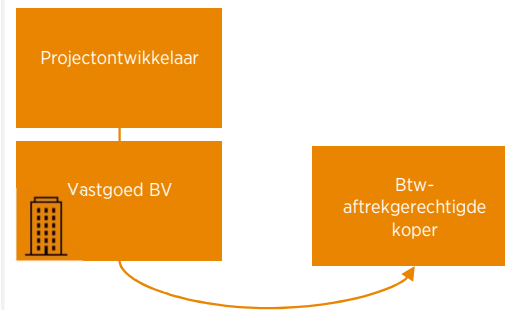 Projectontwikkelaar
Vastgoed BV
Btw-
aftrekgerechtigde
koper